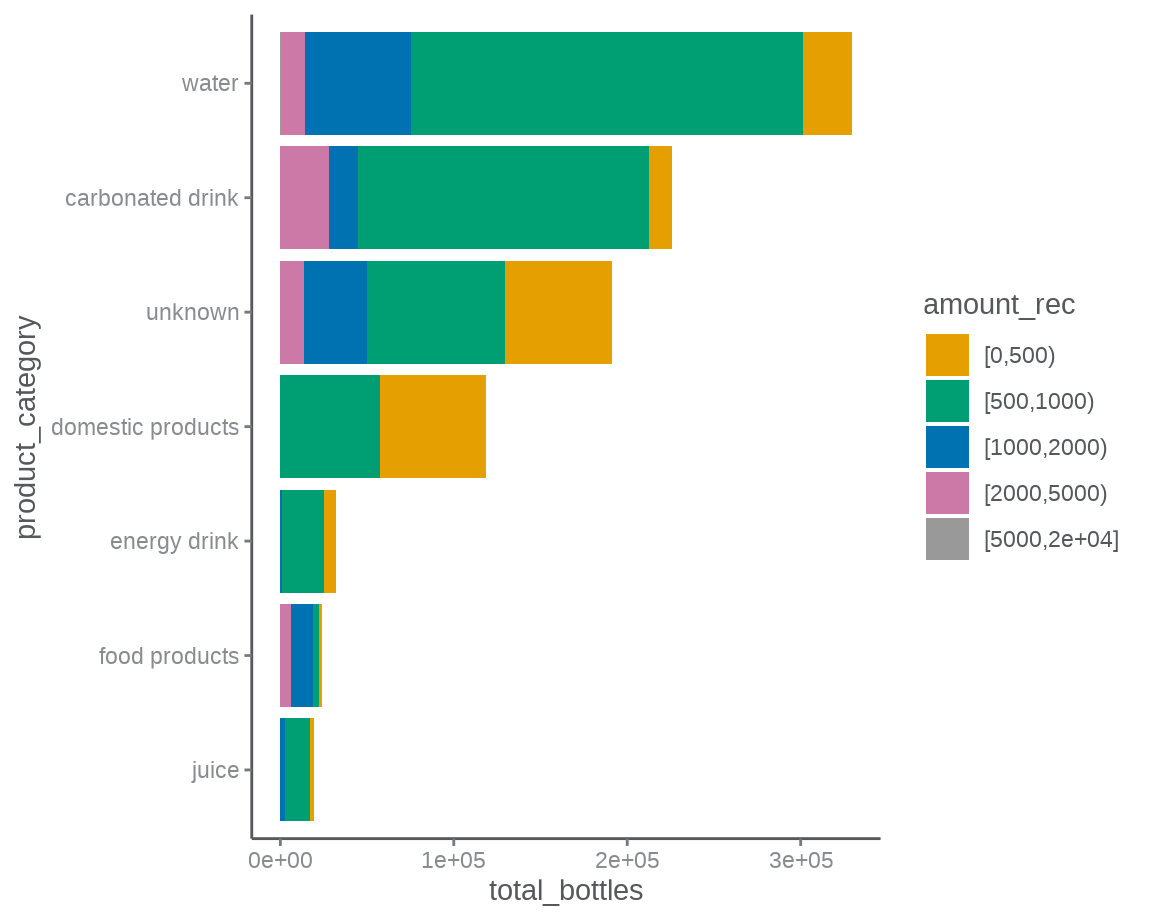 water
carbonated drink
unknown
domestic products
energy drink
food products
juice
product_category
0e+00 1e+05 2e+05 3e+05
total_bottles
amount_rec
[0,500)
[500,1000)
[1000,2000)
[2000,5000)
[5000,2e+04]